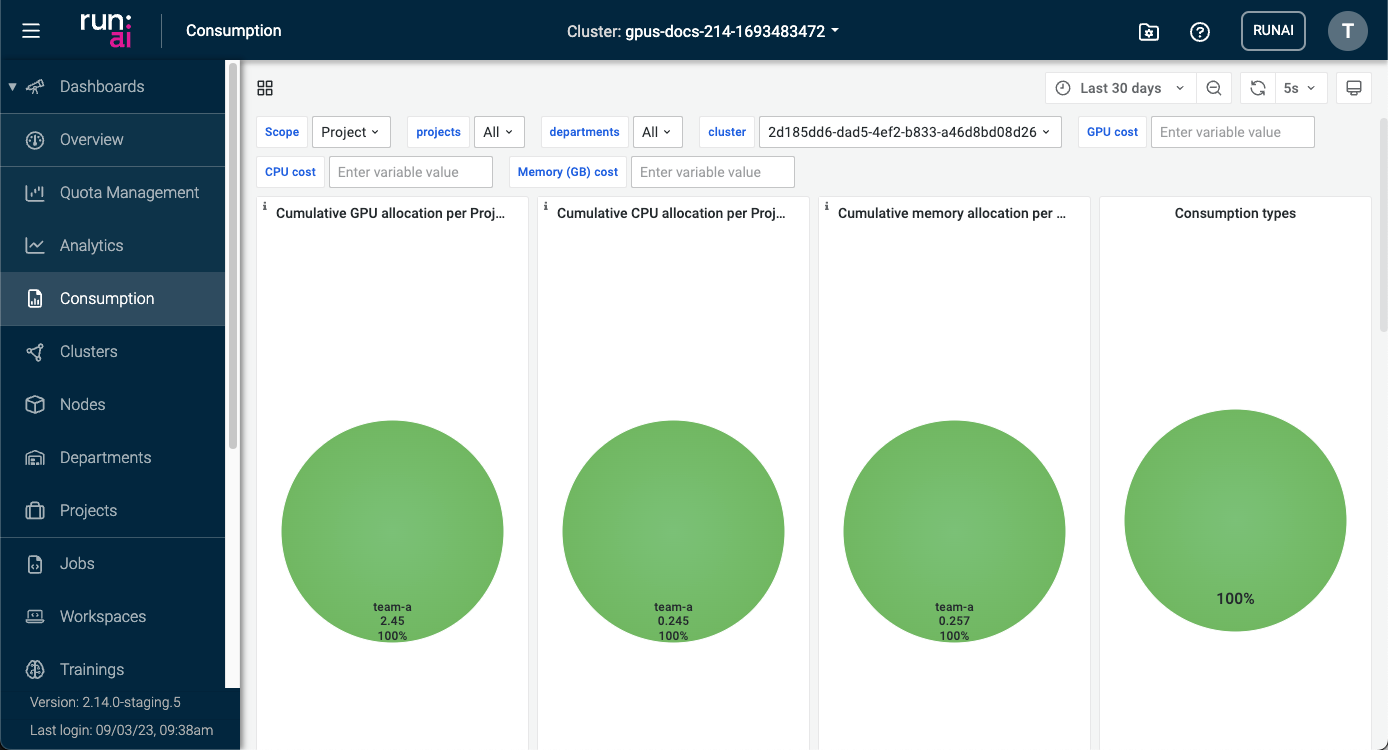 run:
ai
Consumption
Cluster: gpus-docs-214-1693483472
RUNAI
T
Dashboards
Overview
Quota Management
Analytics
Consumption
Clusters
Nodes
Departments
Projects
Jobs
Workspaces
Trainings
Version: 2.14.0-staging.5
Last login: 09/03/23, 09:38am
Last 30 days
5s
Scope Project projects All departments All cluster 2d185dd6-dad5-4ef2-b833-a46d8bd08d26 GPU cost Enter variable value
CPU cost Enter variable value Memory (GB) cost Enter variable value
i Cumulative GPU allocation per Proj...
team-a
2.45
100%
i Cumulative CPU allocation per Proj...
team-a
0.245
100%
i Cumulative memory allocation per ...
team-a
0.257
100%
Consumption types
100%